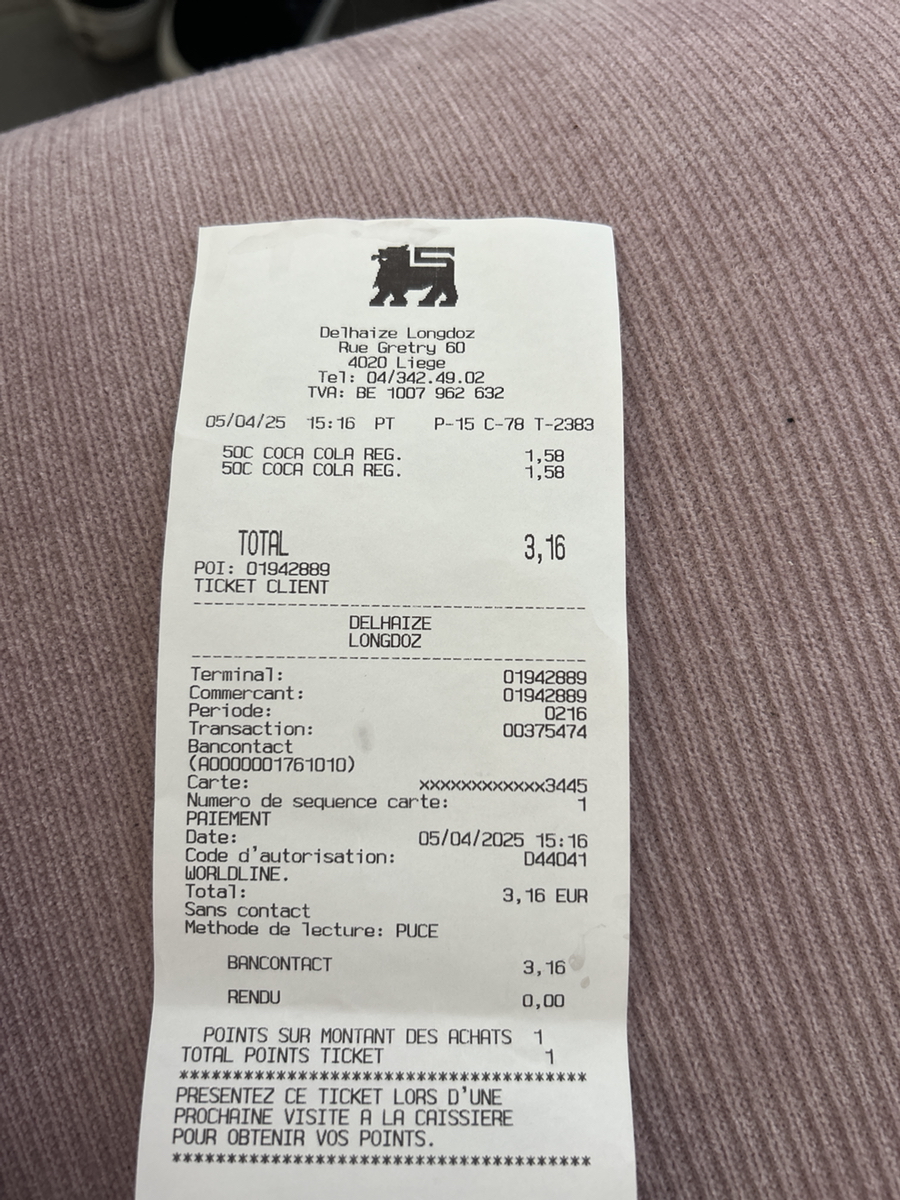 Delhaize Longdoz
Rue Gretry 60
4020 Liege
Tel: 04/342.49.02
TVA: BE 1007 962 632
05/04/25 15:16 PT P-15 C-78 T-2383
50C COCA COLA REG. 1,58
50C COCA COLA REG. 1,58
TOTAL 3,16
POI: 01942889
TICKET CLIENT
DELHAIZE
LONGDOZ
Terminal: 01942889
Commercant: 01942889
Periode: 0216
Transaction: 00375474
Bancontact
(A0000001761010)
Carte: xxxxxxxxxxxxx3445
Numero de sequence carte: 1
PAIEMENT
Date: 05/04/2025 15:16
Code d'autorisation: D44041
WORLDLINE.
Total: 3,16 EUR
Sans contact
Methode de lecture: PUCE
BANCONTACT 3,16
RENDU 0,00
POINTS SUR MONTANT DES ACHATS 1
TOTAL POINTS TICKET 1
***************************************
PRESENTEZ CE TICKET LORS D'UNE
PROCHAINE VISITE A LA CAISSIERE
POUR OBTENIR VOS POINTS.
***************************************